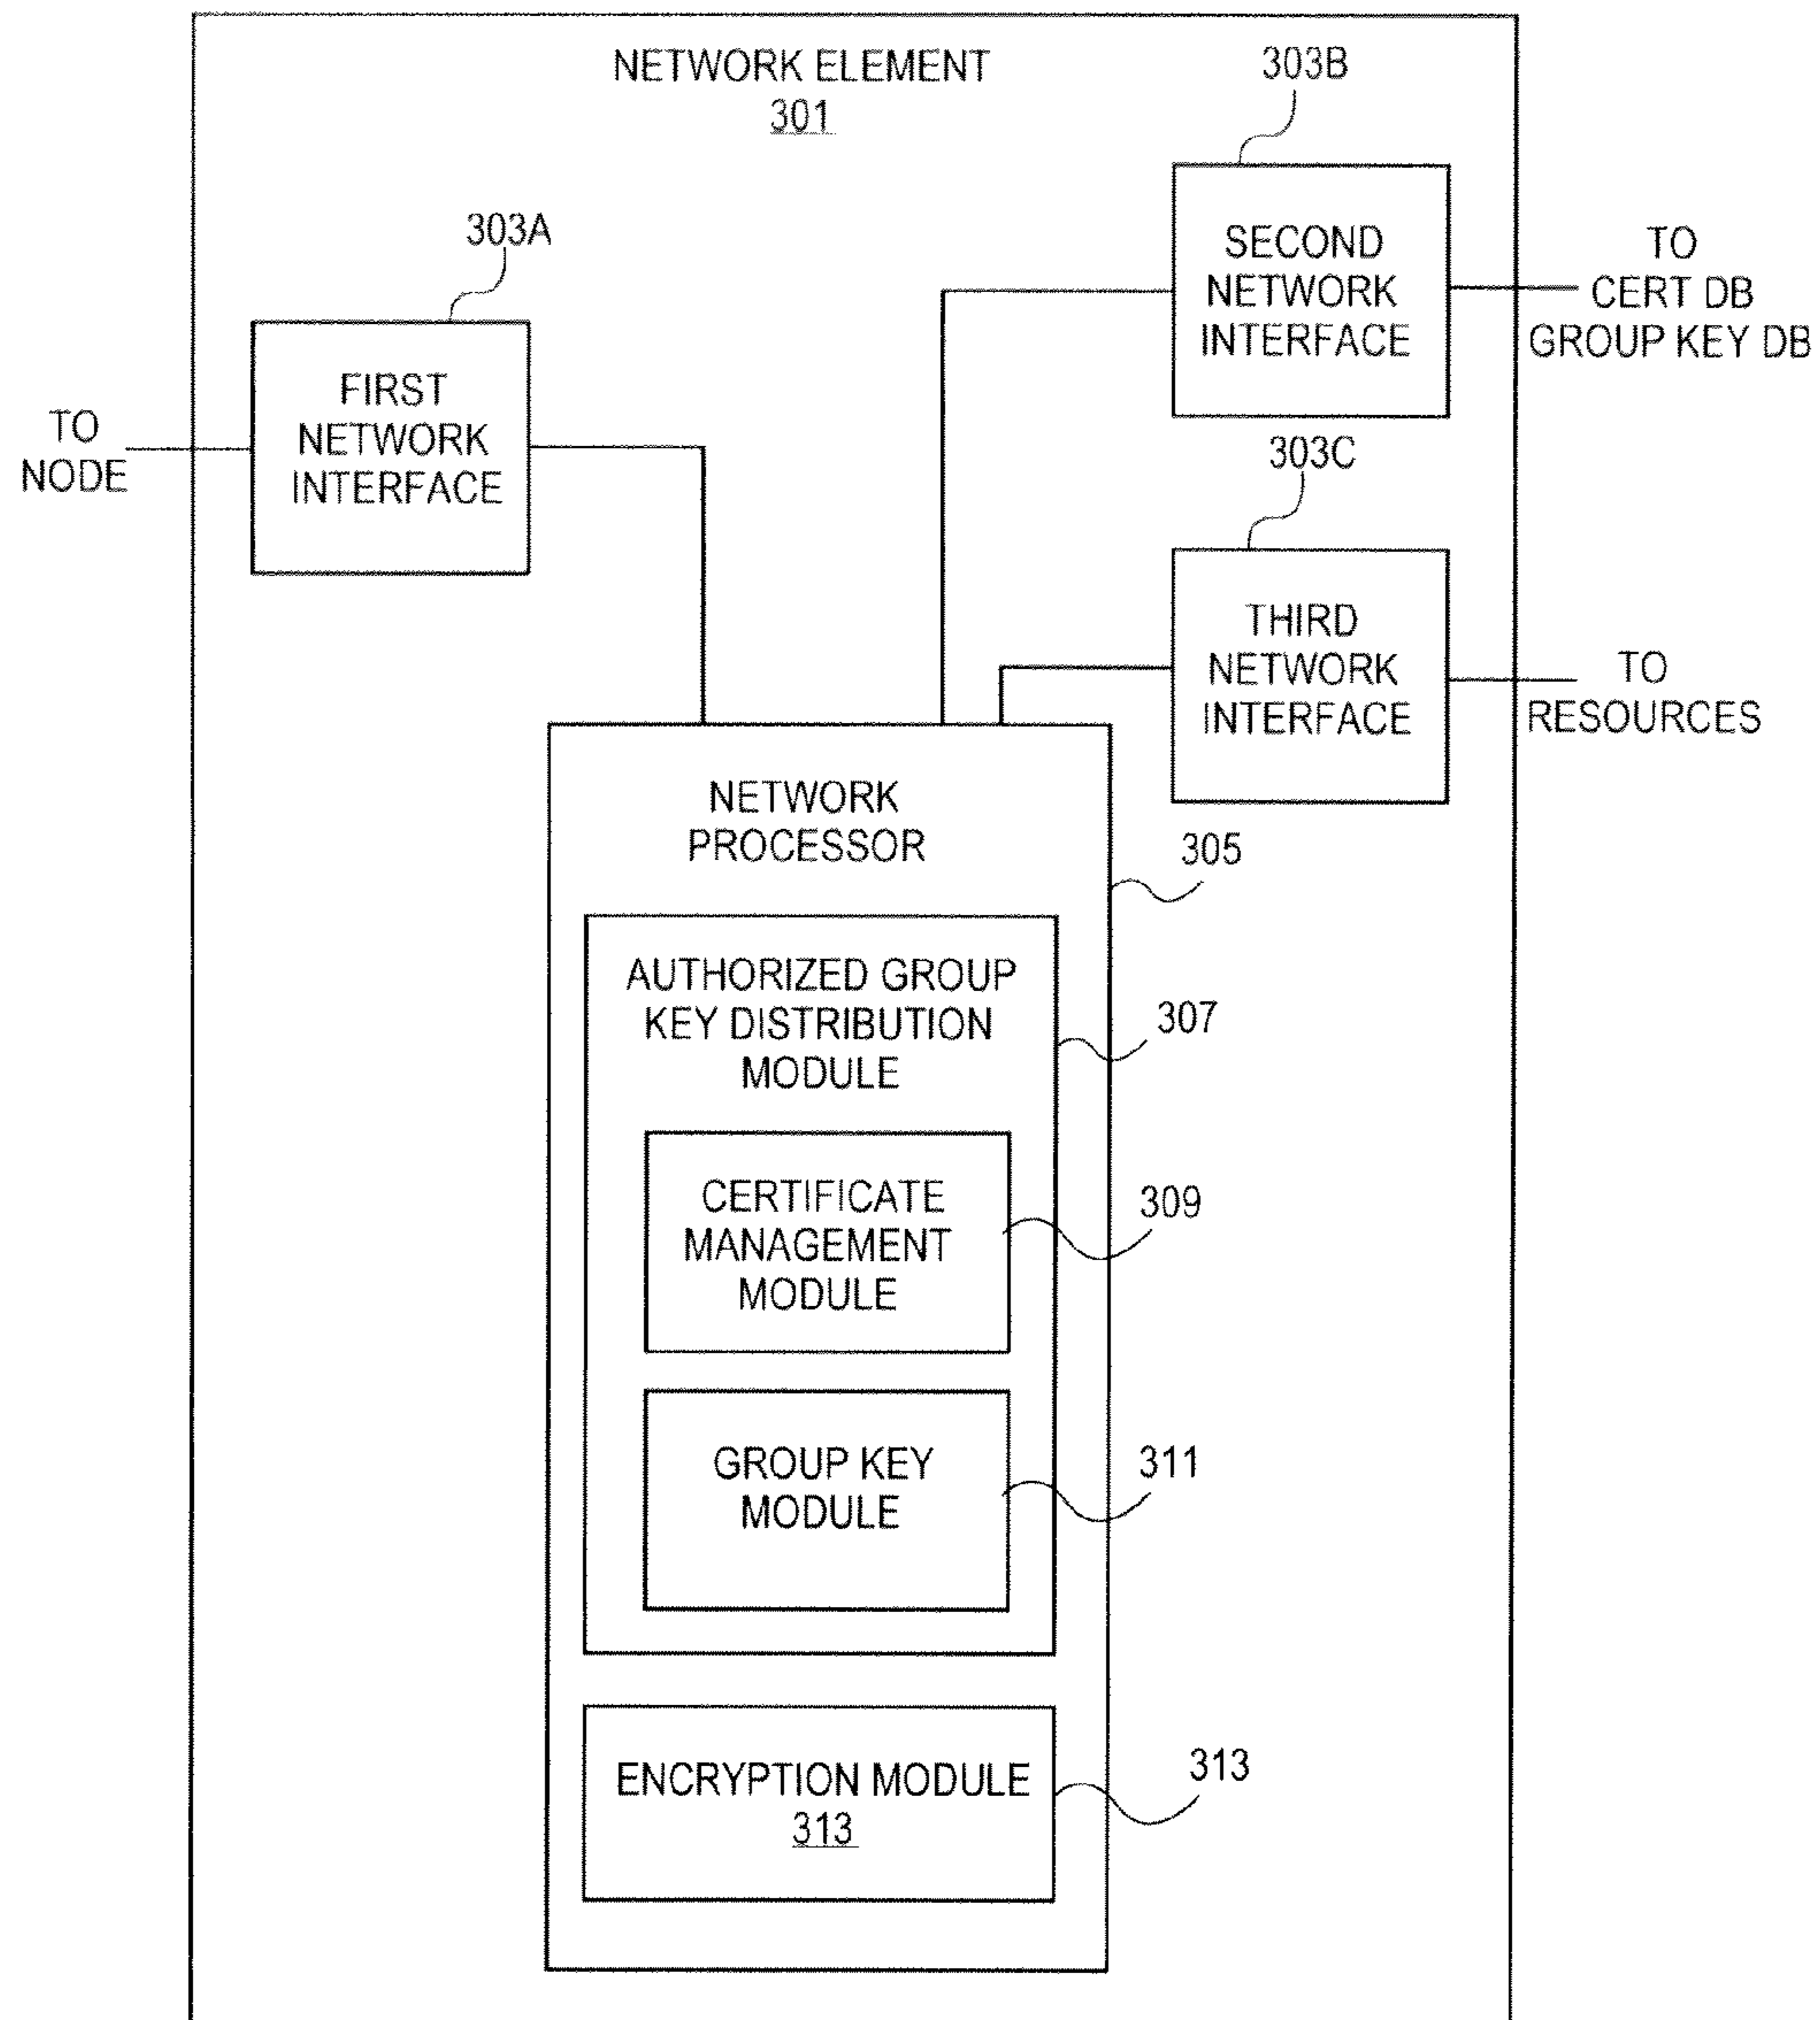 NETWORK ELEMENT
301
303B
SECOND
NETWORK
INTERFACE
TO
CERT DB
GROUP KEY DB
303A
FIRST
NETWORK
INTERFACE
TO
NODE
303C
THIRD
NETWORK
INTERFACE
TO
RESOURCES
NETWORK
PROCESSOR
305
AUTHORIZED GROUP
KEY DISTRIBUTION
MODULE
307
CERTIFICATE
MANAGEMENT
MODULE
309
GROUP KEY
MODULE
311
ENCRYPTION MODULE
313
313